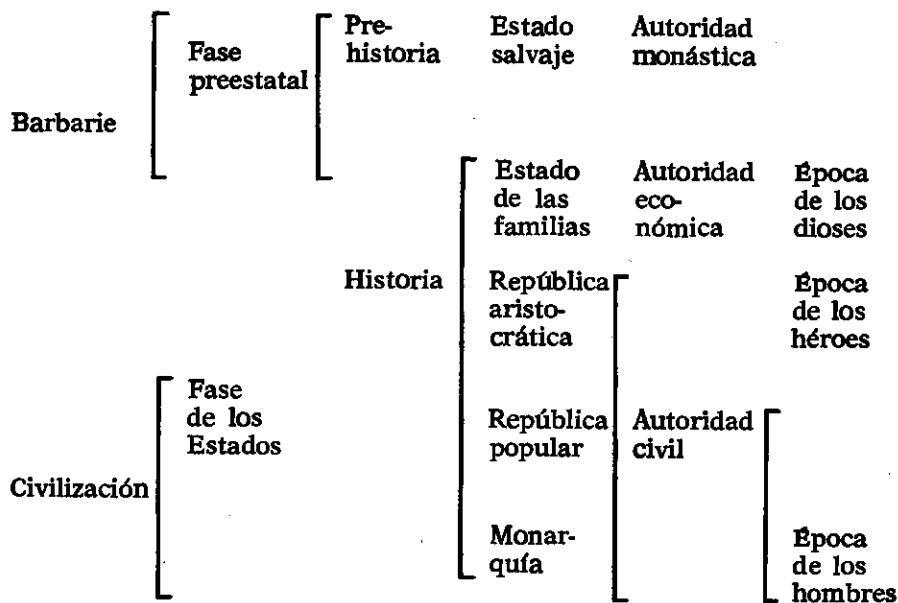 Barbarie
Fase
preestatal
Pre-
historia
Estado
salvaje
Autoridad
monástica
Historia
Estado
de las
familias
Autoridad
eco-
nómica
Época
de los
dioses
República
aristo-
crática
Época
de los
héroes
Civilización
Fase
de los
Estados
República
popular
Autoridad
civil
Monar-
quía
Época
de los
hombres